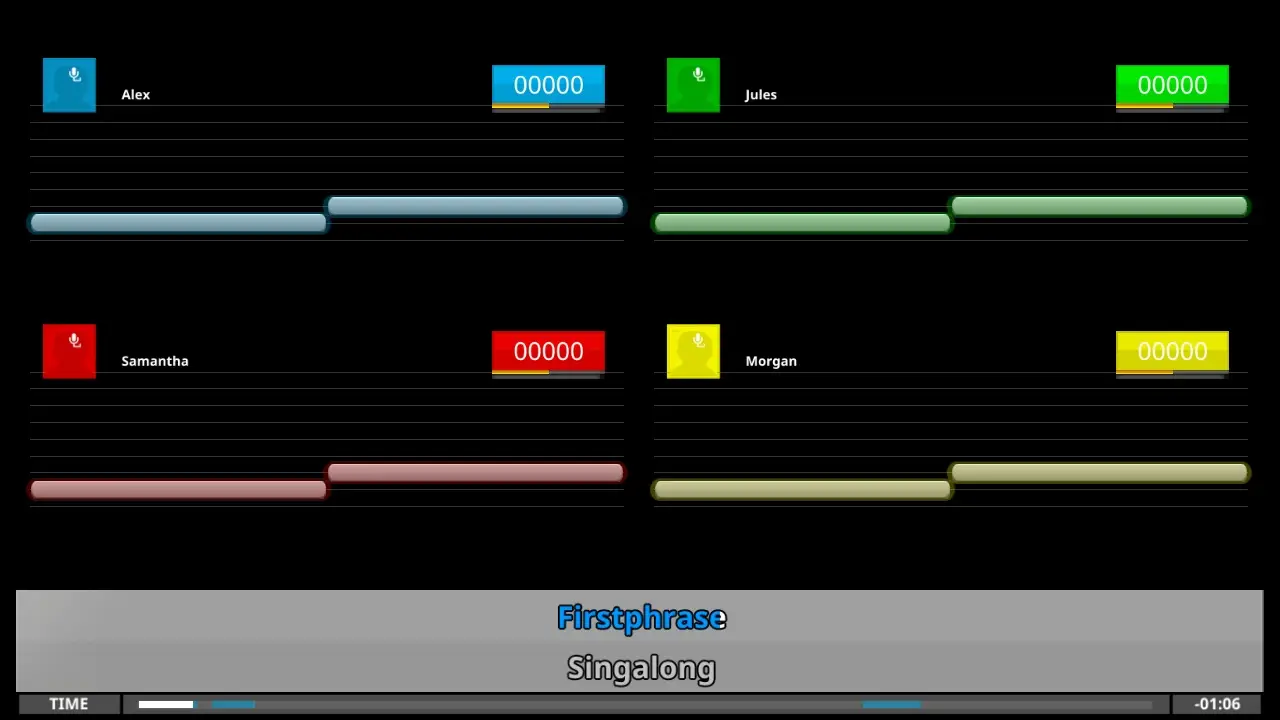 Alex
00000
Jules
00000
Samantha
00000
Morgan
00000
Firstphrase
Singalong
TIME
-01:06